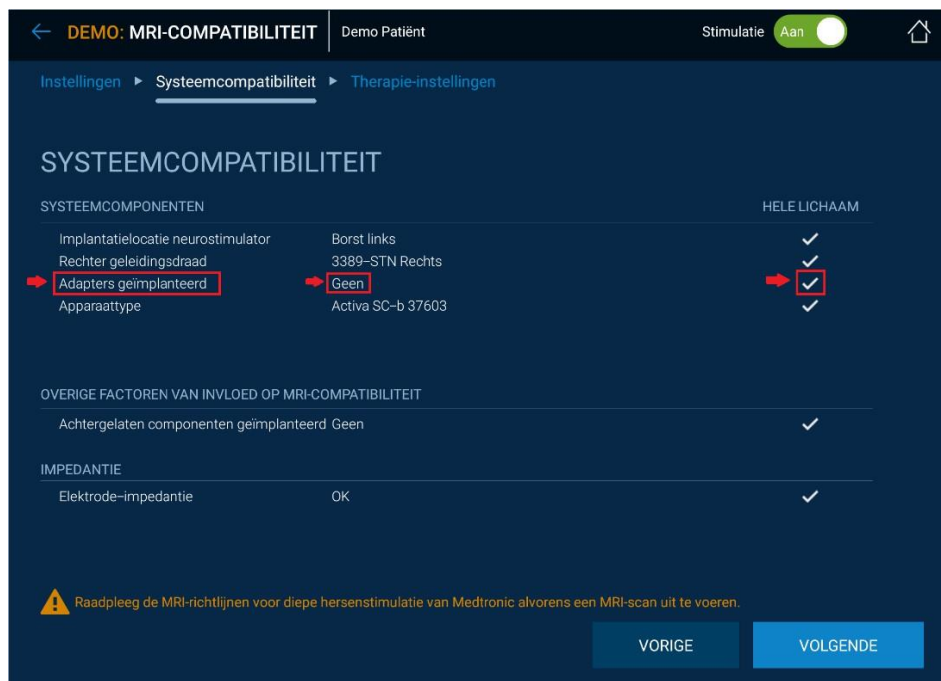 DEMO: MRI-COMPATIBILITEIT Demo Patiënt Stimulatie Aan
Instellingen Systeemcompatibiliteit Therapie-instellingen
SYSTEEMCOMPATIBILITEIT
SYSTEEMCOMPONENTEN HELE LICHAAM
Implantatielocatie neurostimulator Borst links
Rechter geleidingsdraad 3389–STN Rechts
Adapters geïmplanteerd Geen
Apparaattype Activa SC–b 37603
OVERIGE FACTOREN VAN INVLOED OP MRI-COMPATIBILITEIT
Achtergelaten componenten geïmplanteerd Geen
IMPEDANTIE
Elektrode–impedantie OK
Raadpleeg de MRI-richtlijnen voor diepe hersenstimulatie van Medtronic alvorens een MRI-scan uit te voeren.
VORIGE VOLGENDE